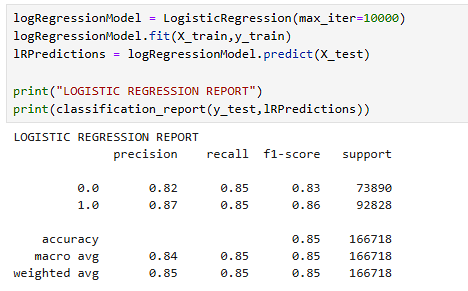 logRegressionModel = LogisticRegression(max_iter=10000)
logRegressionModel.fit(X_train,y_train)
lRPredictions = logRegressionModel.predict(X_test)
print("LOGISTIC REGRESSION REPORT")
print(classification_report(y_test,lRPredictions))
LOGISTIC REGRESSION REPORT
precision recall f1-score support
0.0 0.82 0.85 0.83 73890
1.0 0.87 0.85 0.86 92828
accuracy 0.85 166718
macro avg 0.84 0.85 0.85 166718
weighted avg 0.85 0.85 0.85 166718